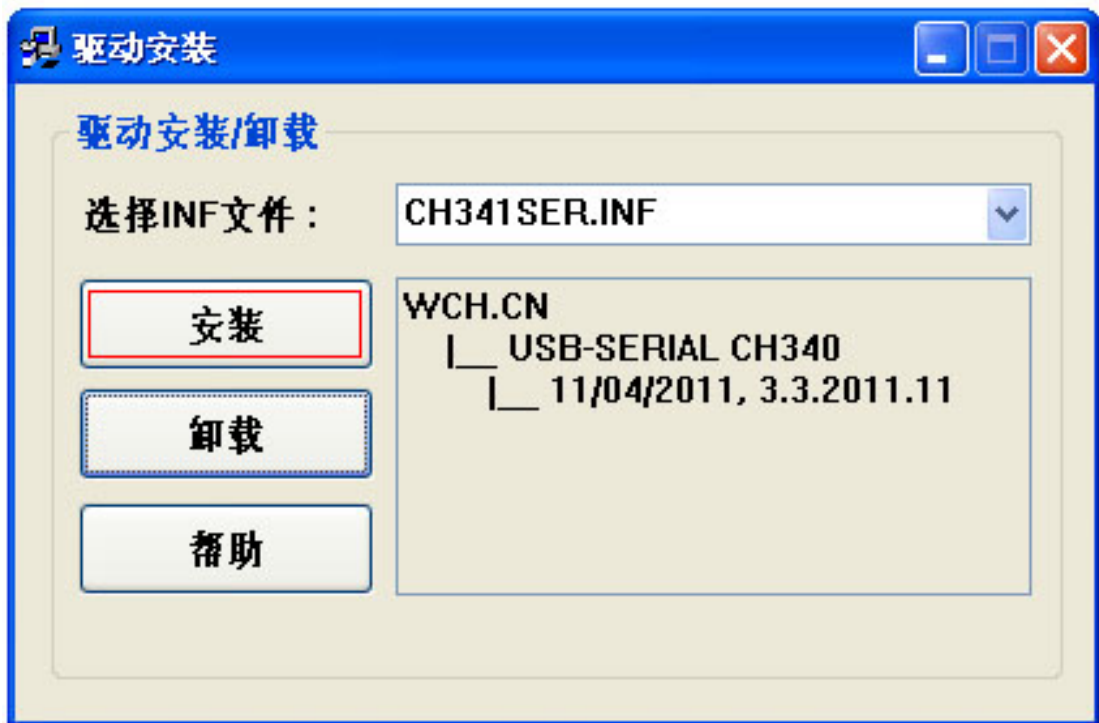 驱动安装
驱动安装/卸载
选择INF文件：
CH341SER.INF
安装
卸载
帮助
WCH.CN
|__ USB-SERIAL CH340
|__ 11/04/2011, 3.3.2011.11